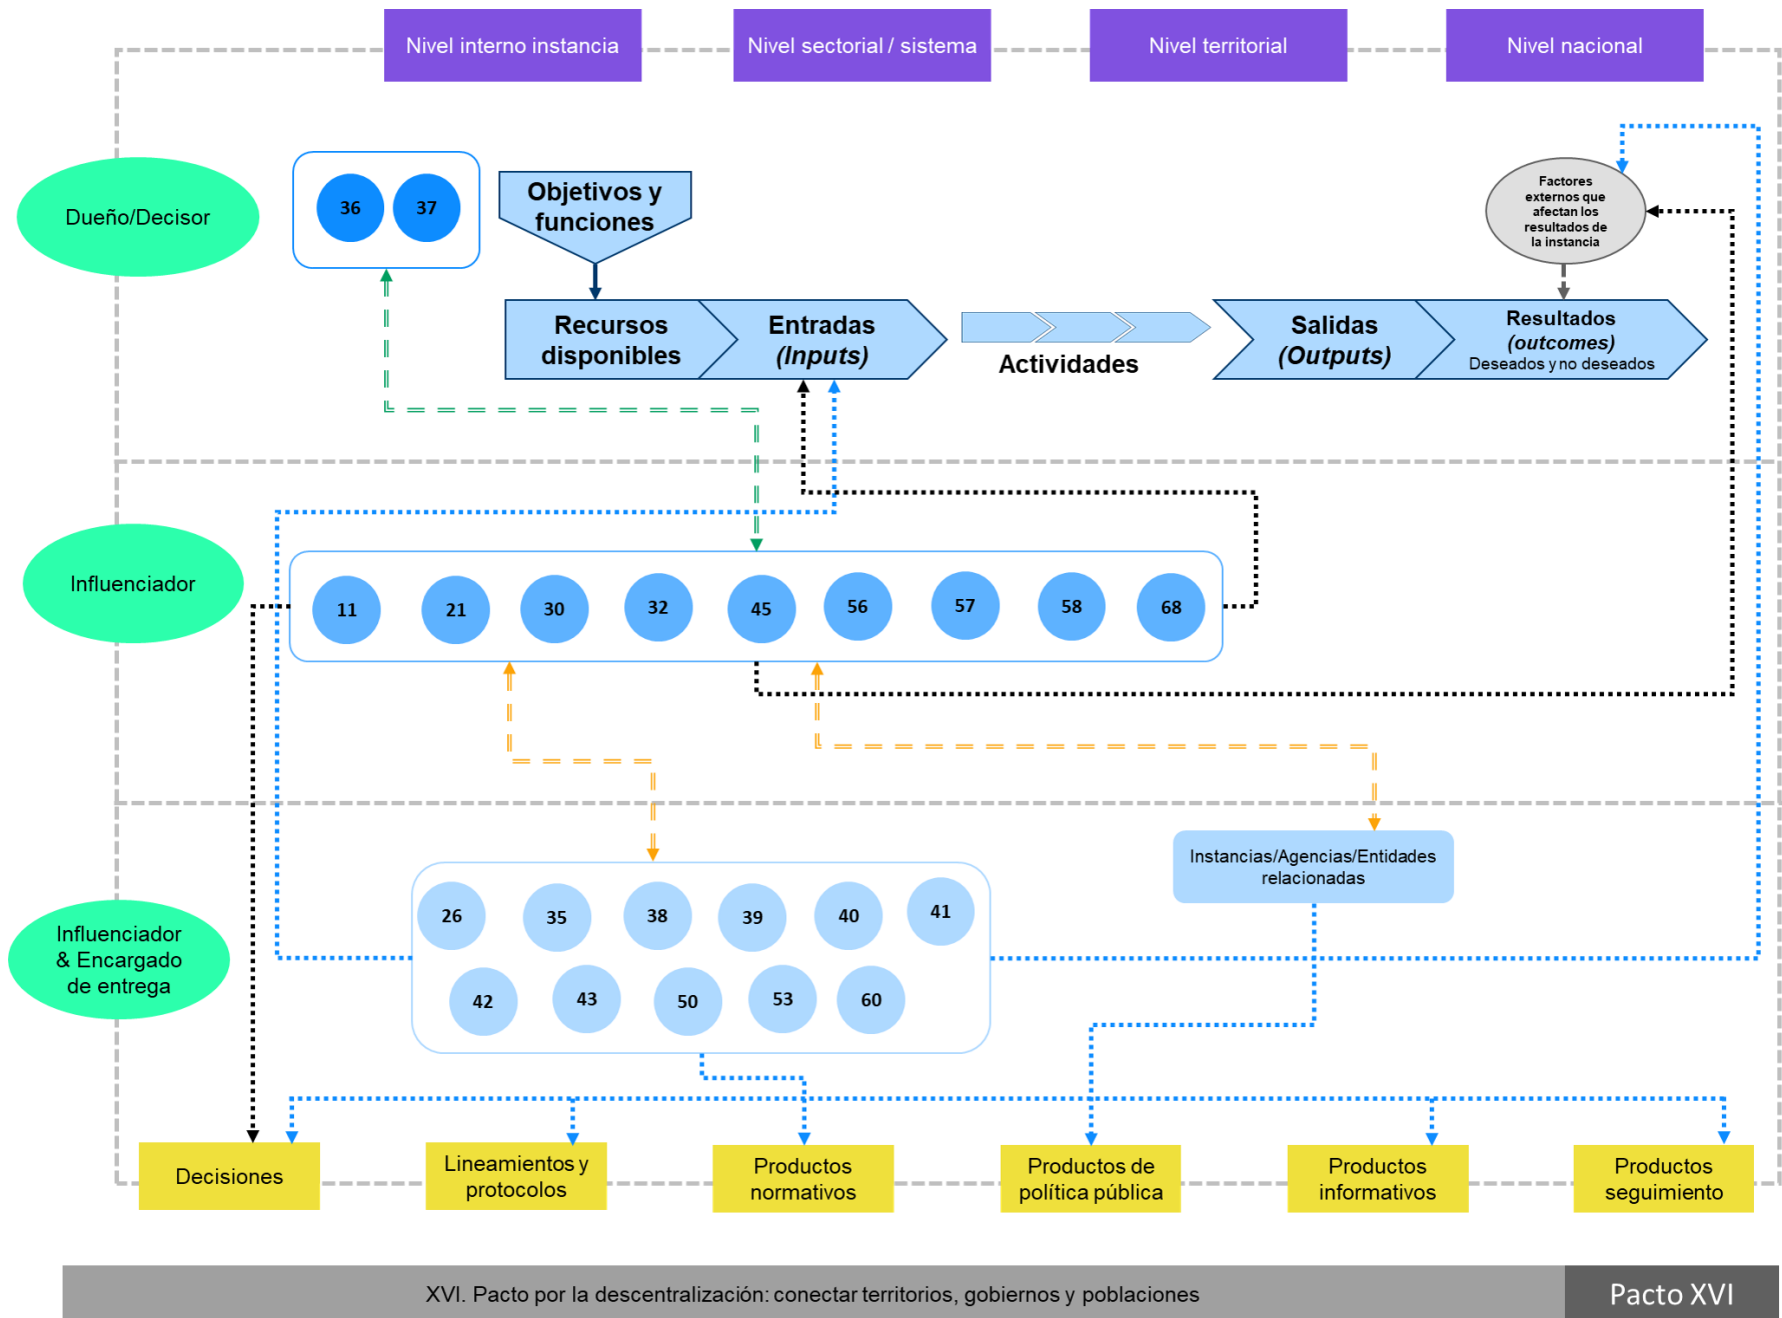 Nivel interno instancia
Nivel sectorial / sistema
Nivel territorial
Nivel nacional
Dueño/Decisor
36
37
Objetivos y
funciones
Factores
externos que
afectan los
resultados de
la instancia
Recursos
disponibles
Entradas
(Inputs)
Actividades
Salidas
(Outputs)
Resultados
(outcomes)
Deseados y no deseados
Influenciador
11
21
30
32
45
56
57
58
68
Instancias/Agencias/Entidades
relacionadas
Influenciador
& Encargado
de entrega
26
35
38
39
40
41
42
43
50
53
60
Decisiones
Lineamientos y
protocolos
Productos
normativos
Productos de
política pública
Productos
informativos
Productos
seguimiento
XVI. Pacto por la descentralización: conectar territorios, gobiernos y poblaciones
Pacto XVI